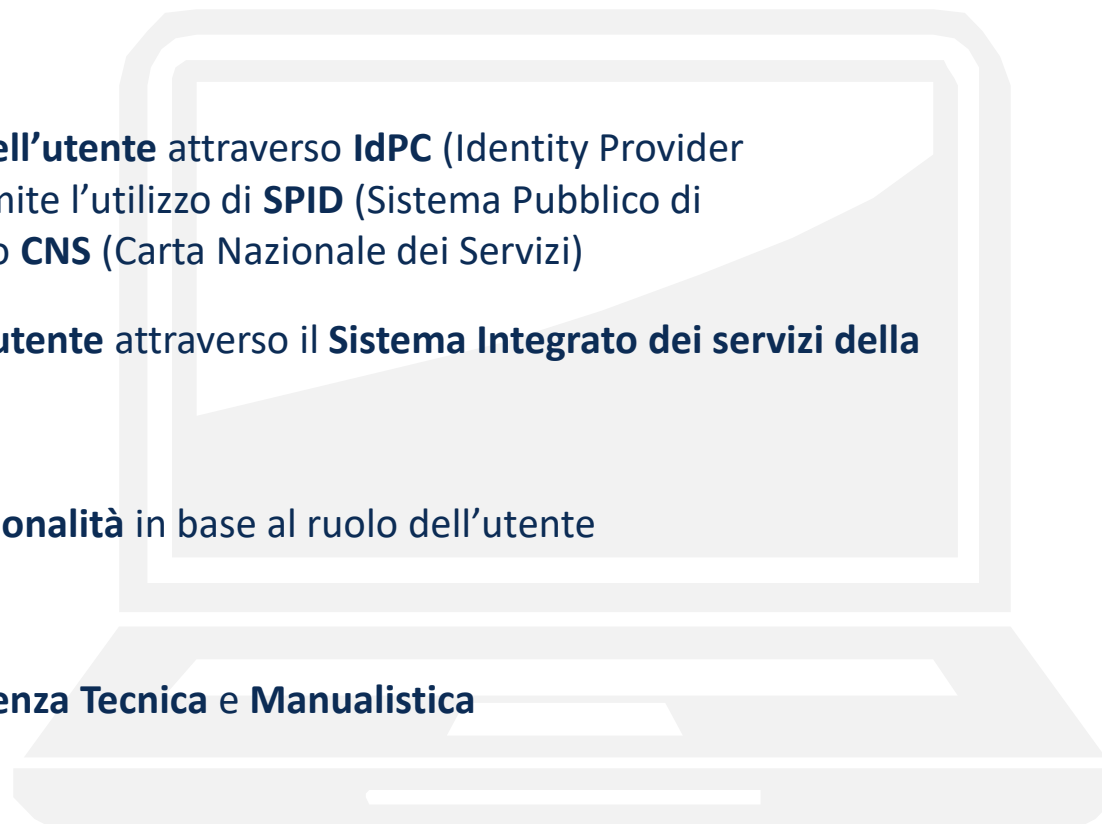 ell’utente attraverso IdPC (Identity Provider
mite l’utilizzo di SPID (Sistema Pubblico di
o CNS (Carta Nazionale dei Servizi)
utente attraverso il Sistema Integrato dei servizi della
onalità in base al ruolo dell’utente
enza Tecnica e Manualistica